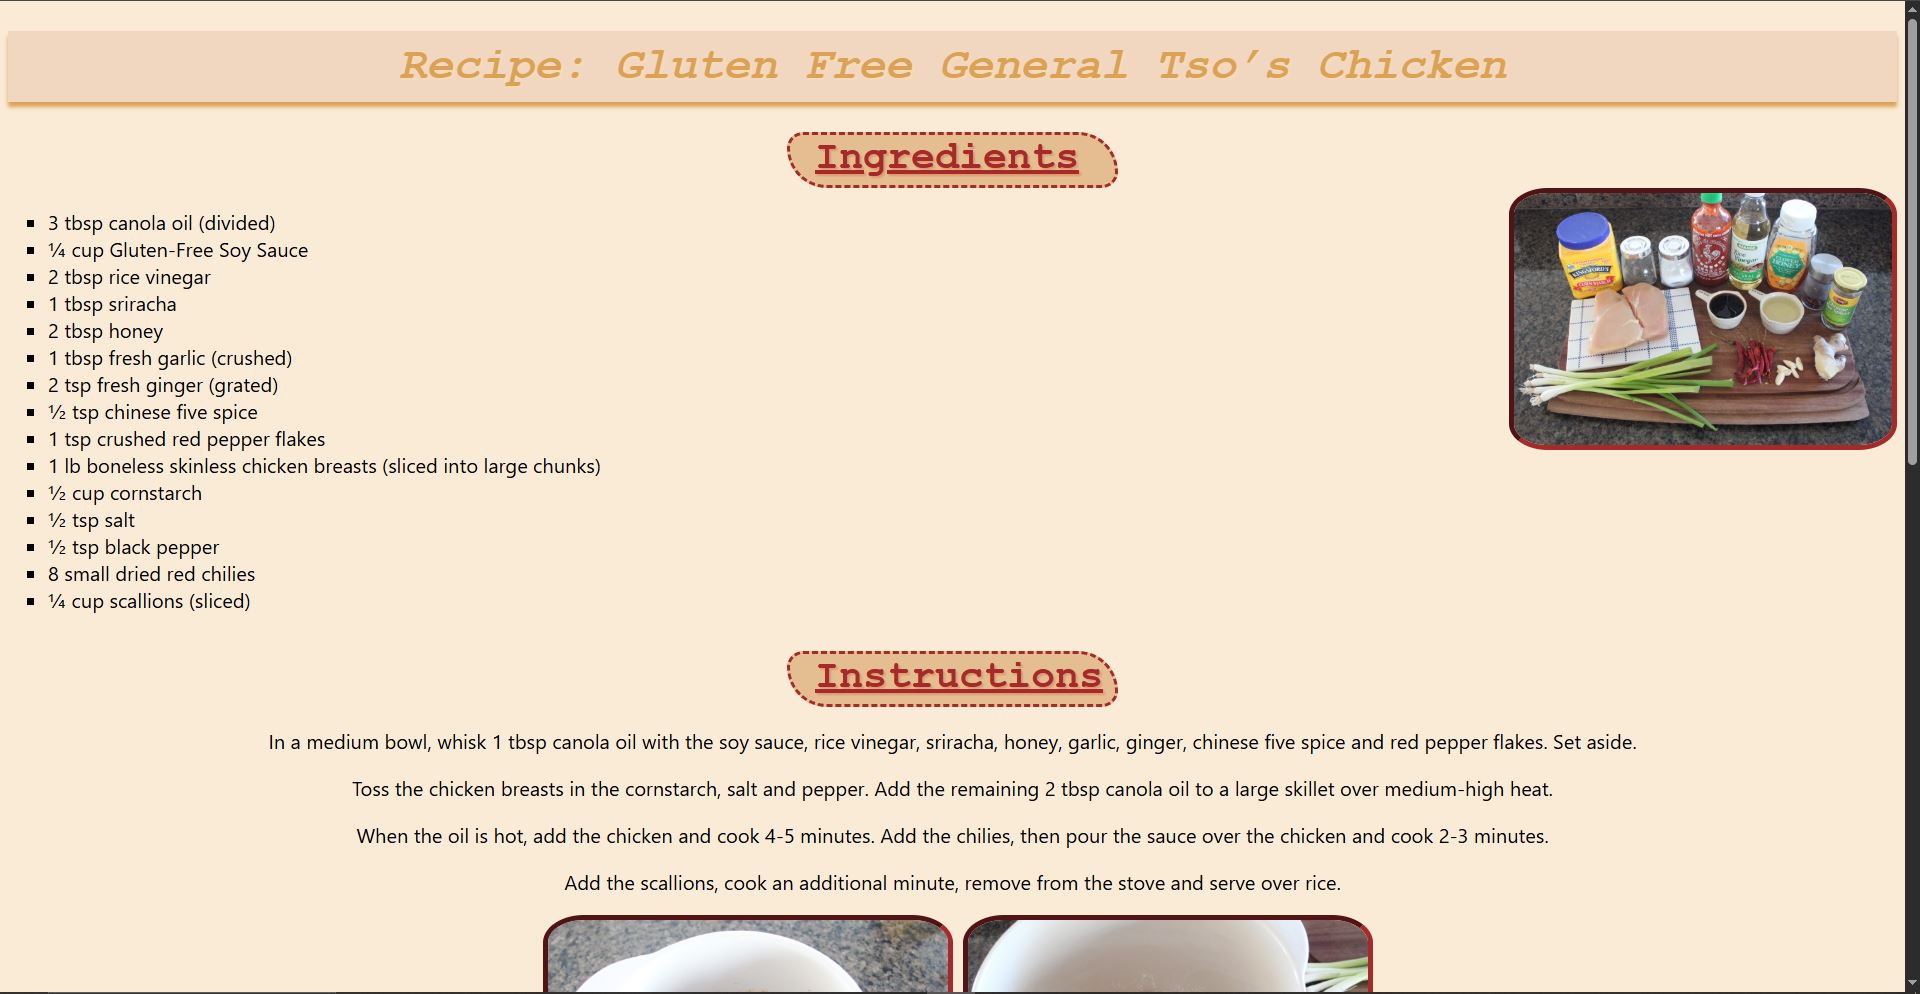 Recipe: Gluten Free General Tso’s Chicken
Ingredients
3 tbsp canola oil (divided)
¼ cup Gluten-Free Soy Sauce
2 tbsp rice vinegar
1 tbsp sriracha
2 tbsp honey
1 tbsp fresh garlic (crushed)
2 tsp fresh ginger (grated)
½ tsp chinese five spice
1 tsp crushed red pepper flakes
1 lb boneless skinless chicken breasts (sliced into large chunks)
½ cup cornstarch
½ tsp salt
½ tsp black pepper
8 small dried red chilies
¼ cup scallions (sliced)
KINGSFORD'S
CORN STARCH
Rice
Vinegar
HONEY
Instructions
In a medium bowl, whisk 1 tbsp canola oil with the soy sauce, rice vinegar, sriracha, honey, garlic, ginger, chinese five spice and red pepper flakes. Set aside.
Toss the chicken breasts in the cornstarch, salt and pepper. Add the remaining 2 tbsp canola oil to a large skillet over medium-high heat.
When the oil is hot, add the chicken and cook 4-5 minutes. Add the chilies, then pour the sauce over the chicken and cook 2-3 minutes.
Add the scallions, cook an additional minute, remove from the stove and serve over rice.